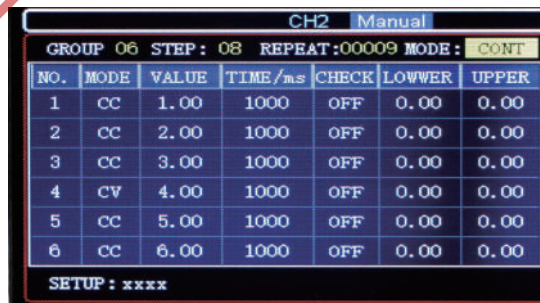 CH2 Manual
GROUP 06 STEP: 08 REPEAT:00009 MODE: CONT
NO. MODE VALUE TIME/ms CHECK LOWWER UPPER
1 CC 1.00 1000 OFF 0.00 0.00
2 CC 2.00 1000 OFF 0.00 0.00
3 CC 3.00 1000 OFF 0.00 0.00
4 CV 4.00 1000 OFF 0.00 0.00
5 CC 5.00 1000 OFF 0.00 0.00
6 CC 6.00 1000 OFF 0.00 0.00
SETUP: xxxx